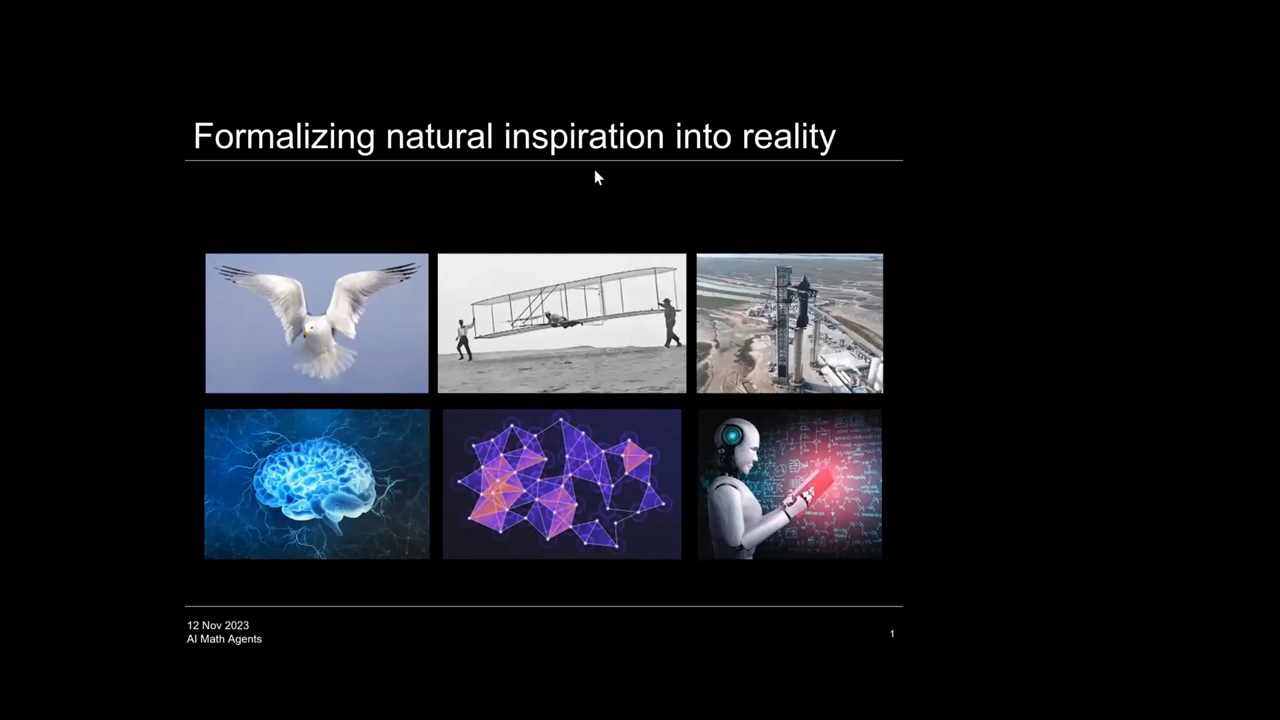 Formalizing natural inspiration into reality
12 Nov 2023
AI Math Agents
1